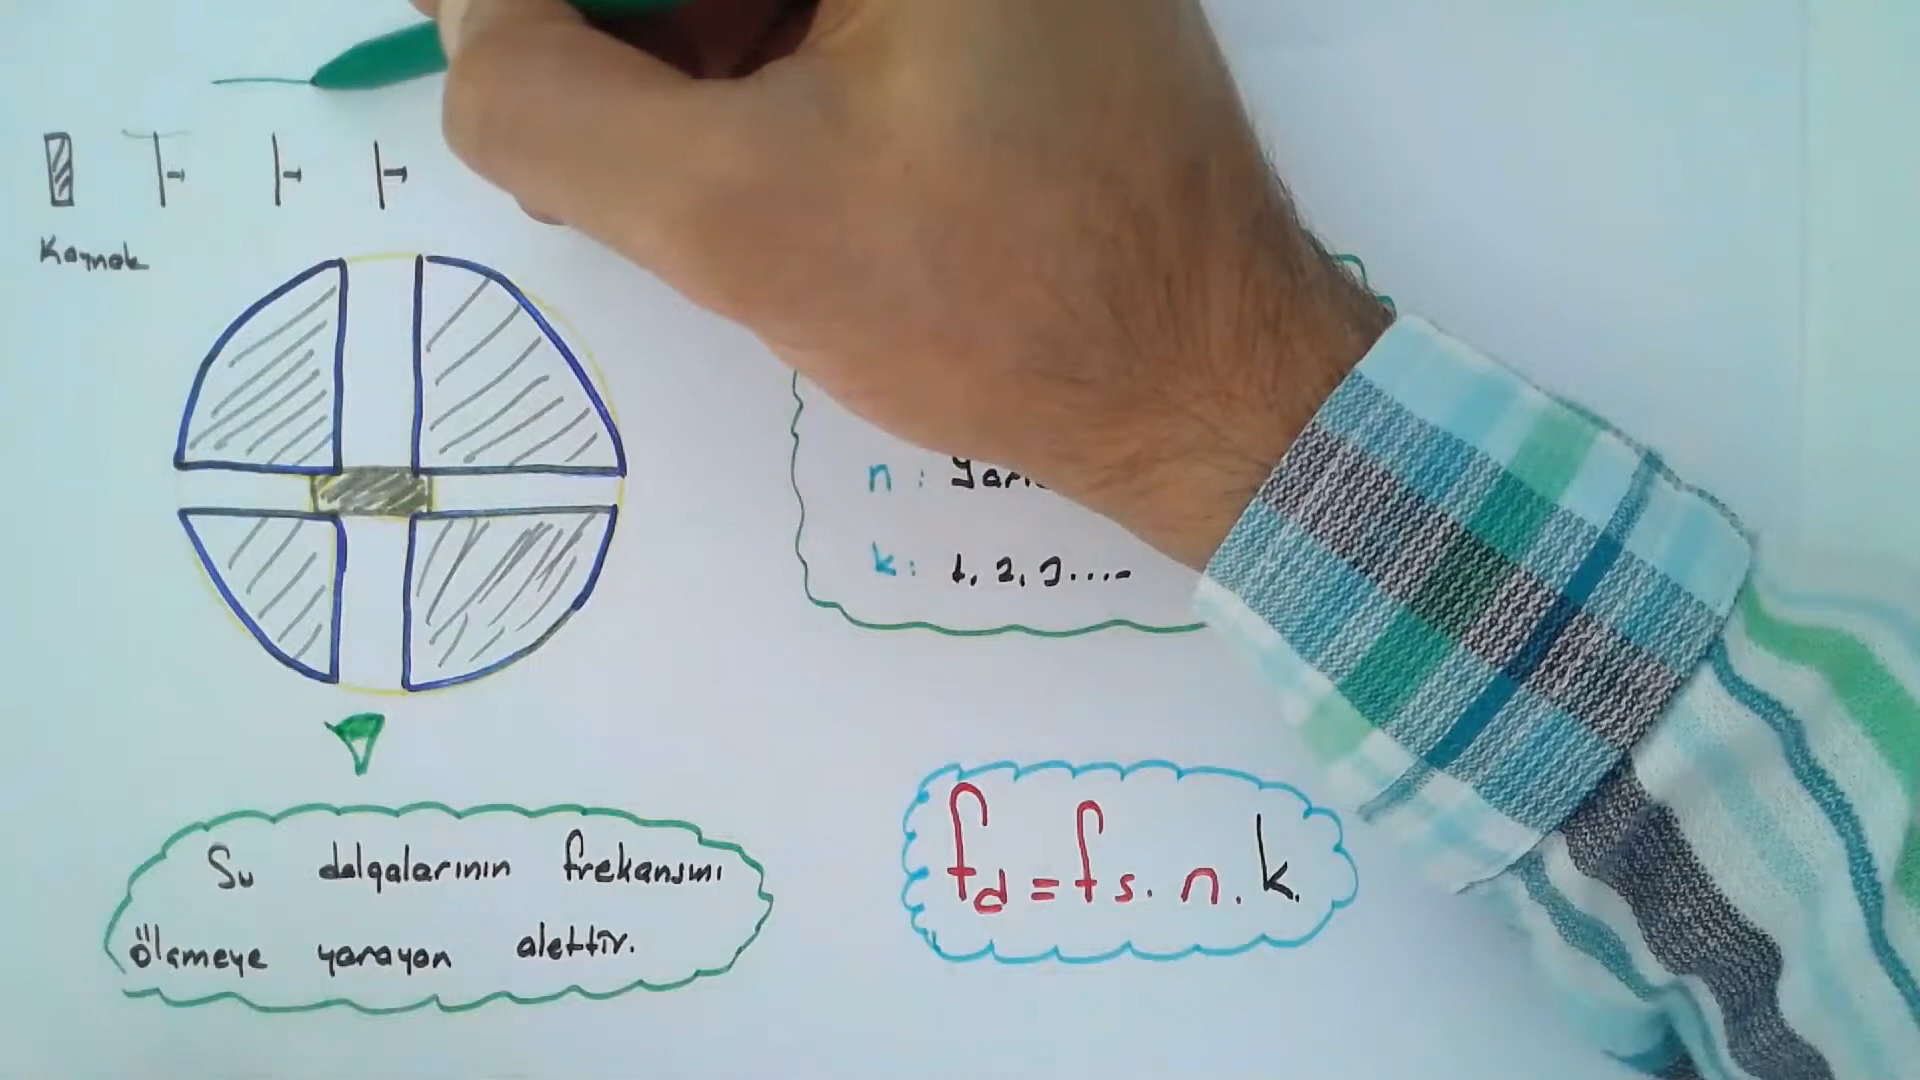 Kaynak
n :
k: 1, 2, 3....
Su dalgalarının frekansını
ölçmeye yarayan alettir.
fd = fs. n. k.